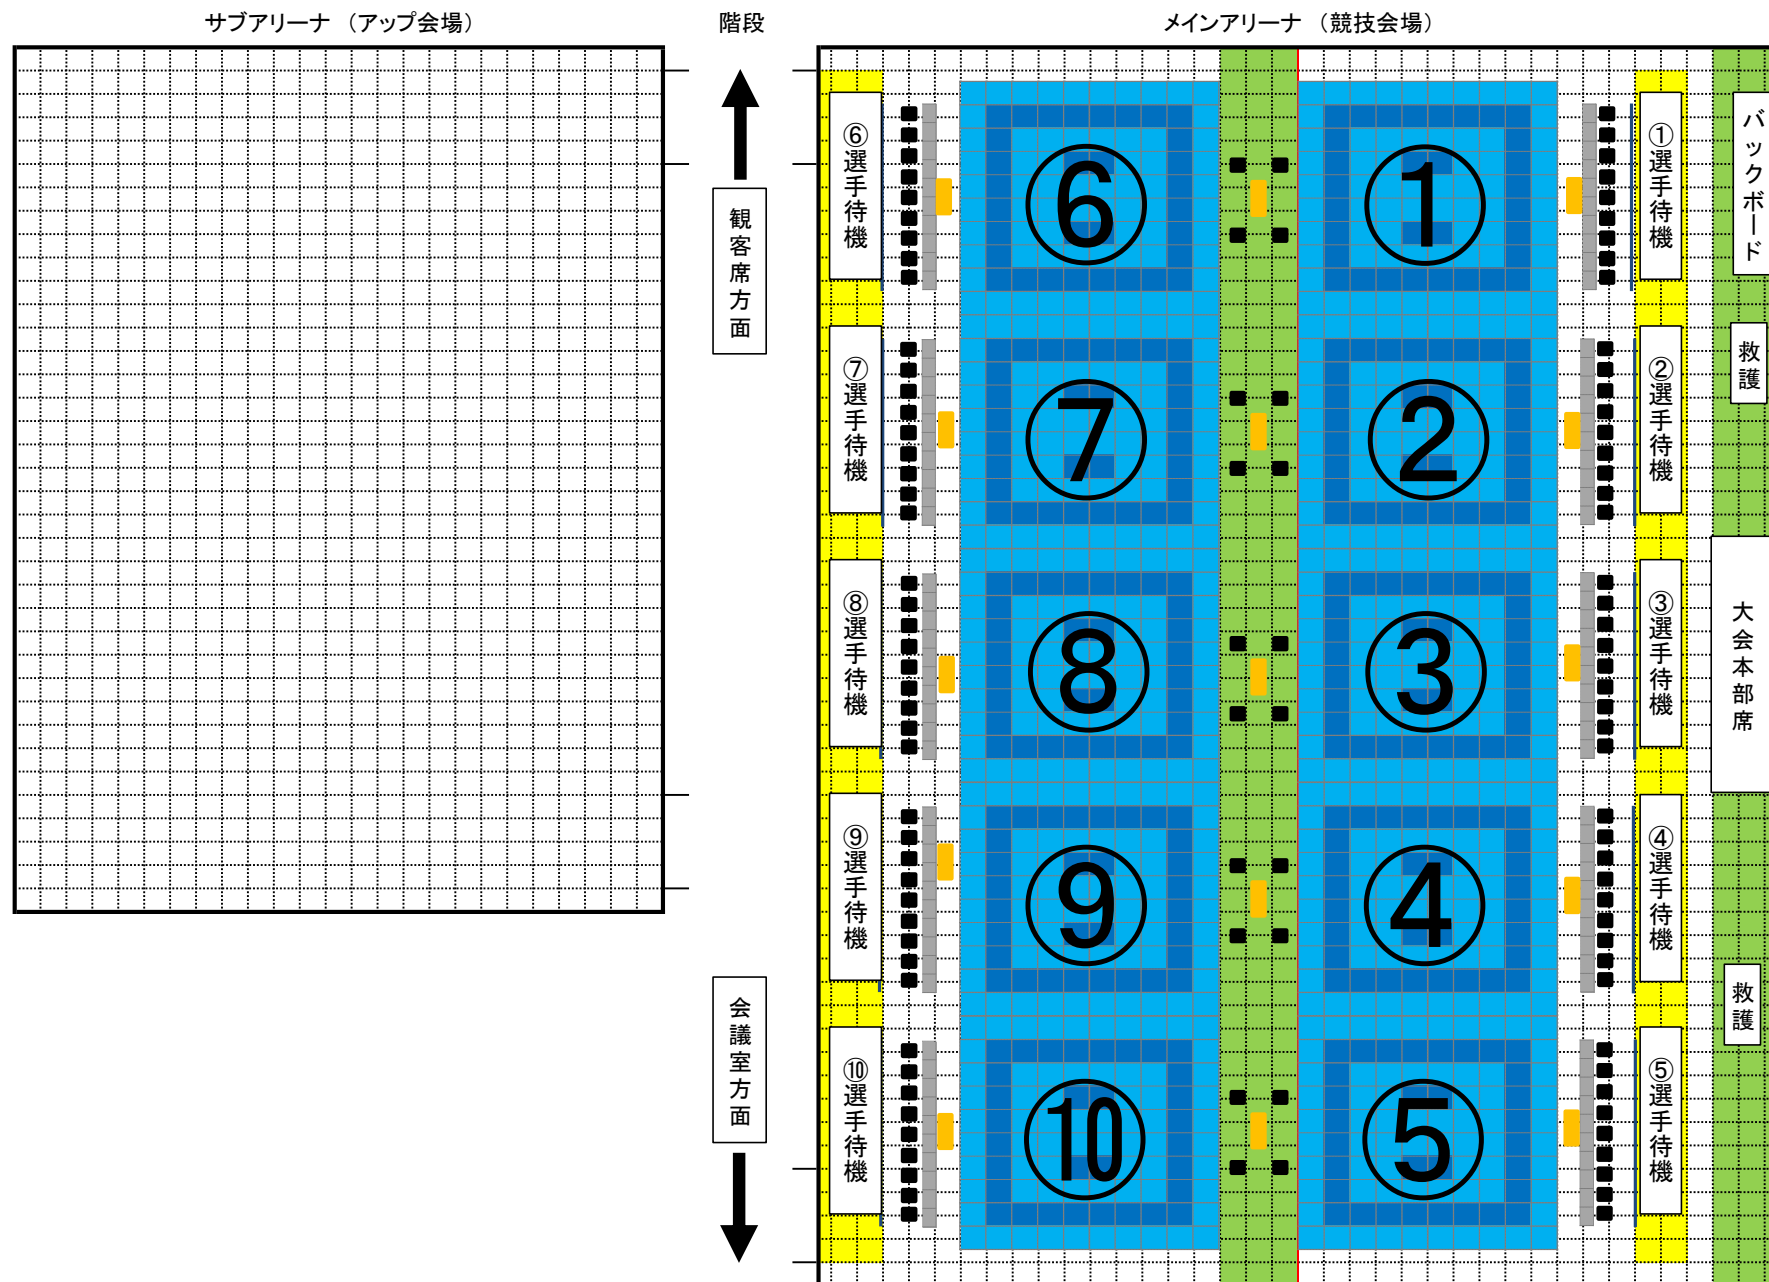 サブアリーナ （アップ会場）
階段
メインアリーナ （競技会場）
観客席方面
会議室方面
⑥選手待機
⑥
①
①選手待機
バックボード
⑦選手待機
⑦
②
②選手待機
救護
⑧選手待機
⑧
③
③選手待機
大会本部席
⑨選手待機
⑨
④
④選手待機
救護
⑩選手待機
⑩
⑤
⑤選手待機